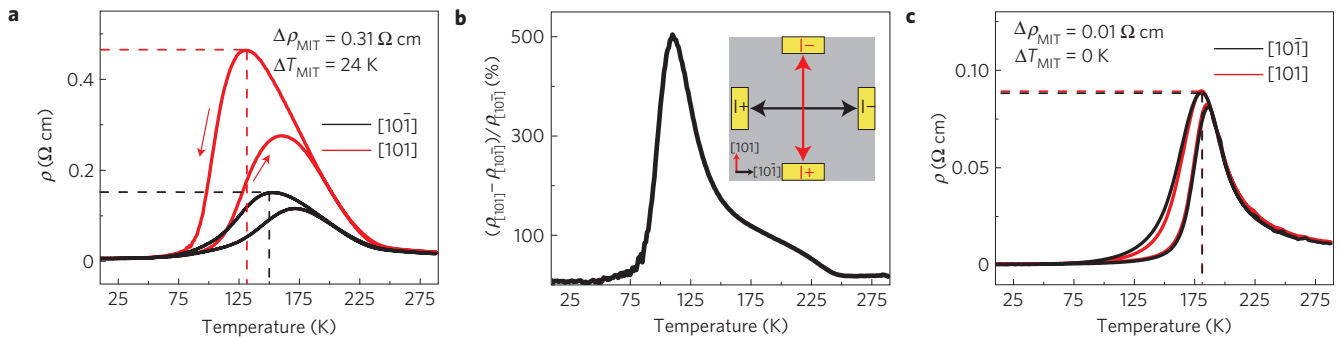 a
Δρ_MIT = 0.31 Ω cm
ΔT_MIT = 24 K
[101̄]
[101]
ρ (Ω cm)
0.4
0.2
0
25 75 125 175 225 275
Temperature (K)
b
(ρ[101] − ρ[101̄])/ρ[101̄] (%)
500
300
100
I−
I+
I−
I+
[101]
[101̄]
25 75 125 175 225 275
Temperature (K)
c
Δρ_MIT = 0.01 Ω cm
ΔT_MIT = 0 K
[101̄]
[101]
ρ (Ω cm)
0.10
0.05
0
25 75 125 175 225 275
Temperature (K)